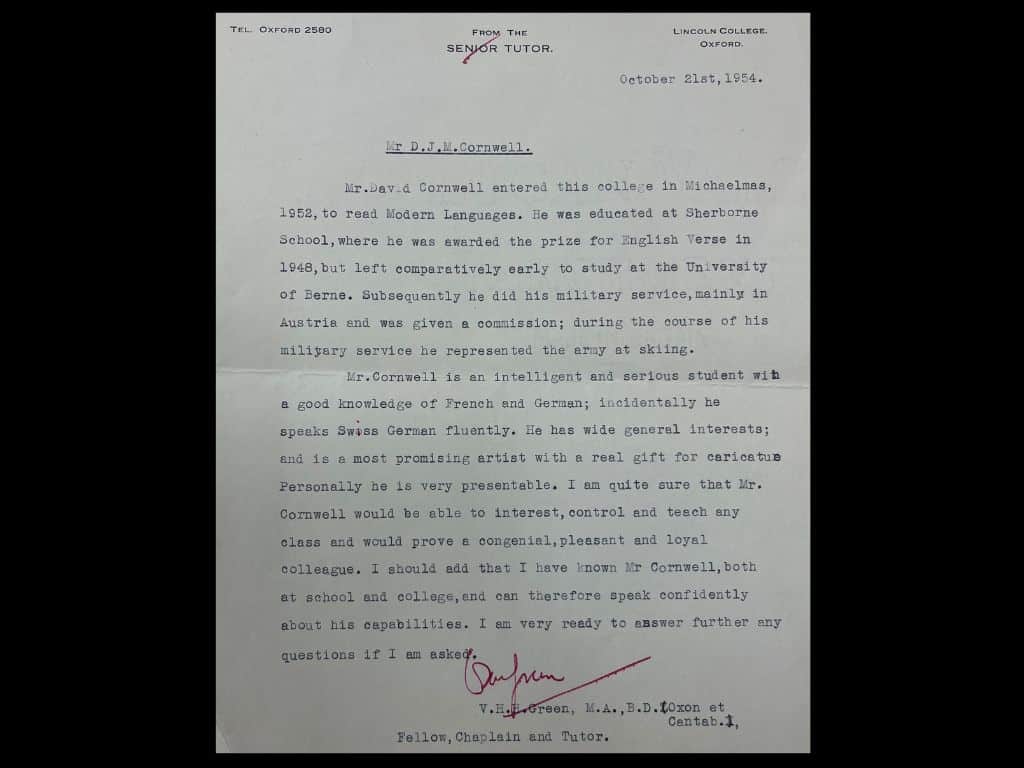 TEL. OXFORD 2580
FROM THE
SENIOR TUTOR.
LINCOLN COLLEGE.
OXFORD.
October 21st,1954.
Mr D.J.M.Cornwell.
Mr.David Cornwell entered this college in Michaelmas,
1952,to read Modern Languages. He was educated at Sherborne
School,where he was awarded the prize for English Verse in
1948,but left comparatively early to study at the University
of Berne. Subsequently he did his military service,mainly in
Austria and was given a commission; during the course of his
military service he represented the army at skiing.
Mr.Cornwell is an intelligent and serious student with
a good knowledge of French and German; incidentally he
speaks Swiss German fluently. He has wide general interests;
and is a most promising artist with a real gift for caricature
Personally he is very presentable. I am quite sure that Mr.
Cornwell would be able to interest,control and teach any
class and would prove a congenial,pleasant and loyal
colleague. I should add that I have known Mr Cornwell,both
at school and college,and can therefore speak confidently
about his capabilities. I am very ready to answer further any
questions if I am asked.
V.H.H.Green, M.A.,B.D.(Oxon et
Centab.),
Fellow,Chaplain and Tutor.